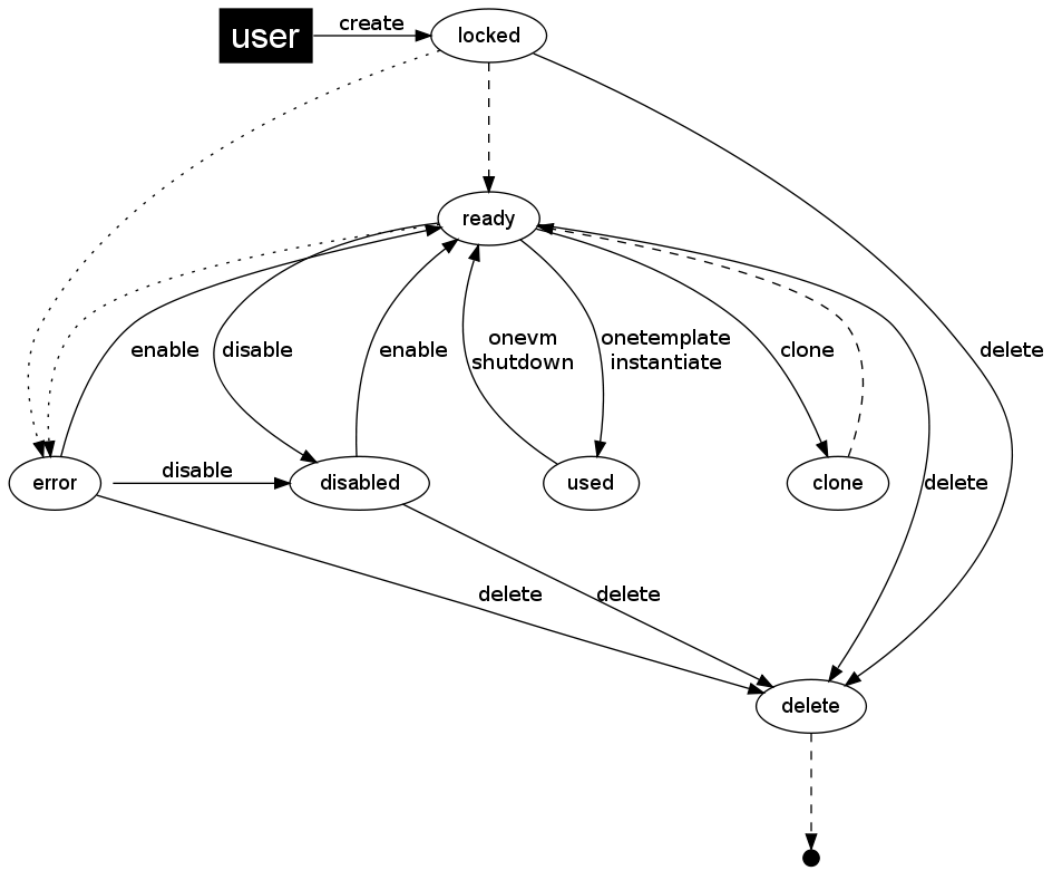 user
create
locked
ready
enable
disable
enable
onevm
shutdown
onetemplate
instantiate
clone
delete
error
disable
disabled
used
clone
delete
delete
delete
delete